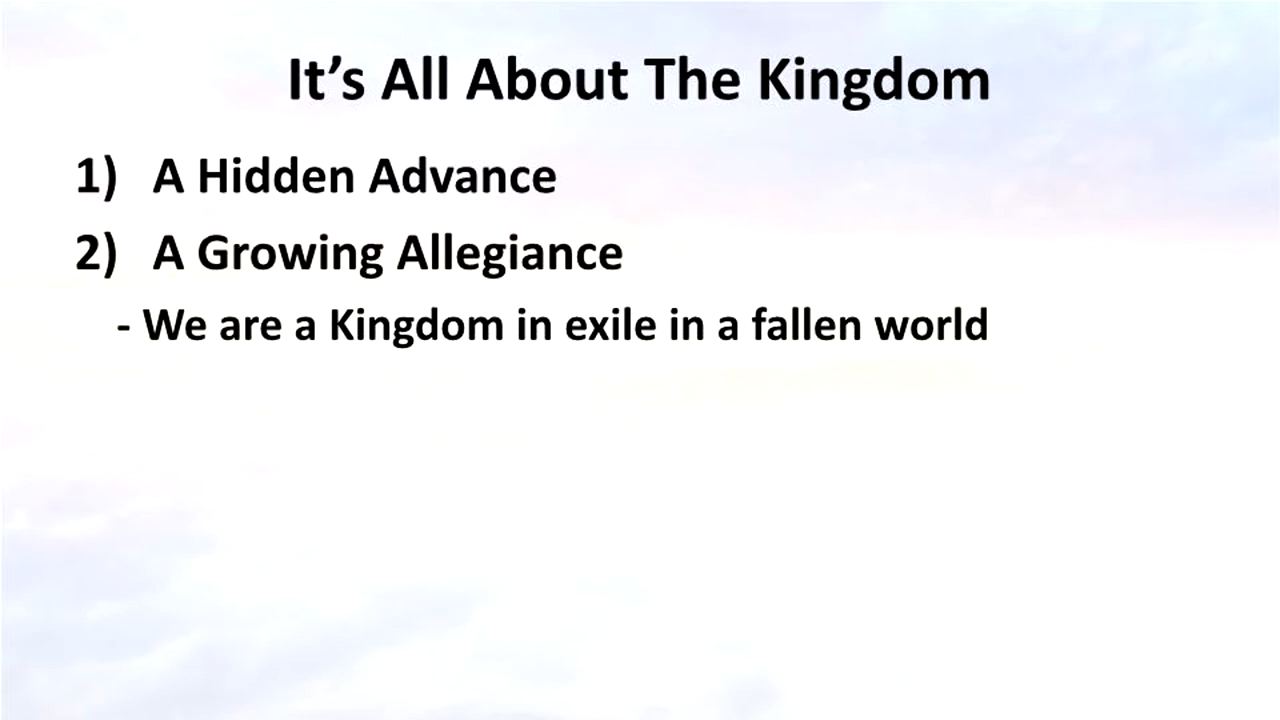 It’s All About The Kingdom
1) A Hidden Advance
2) A Growing Allegiance
- We are a Kingdom in exile in a fallen world